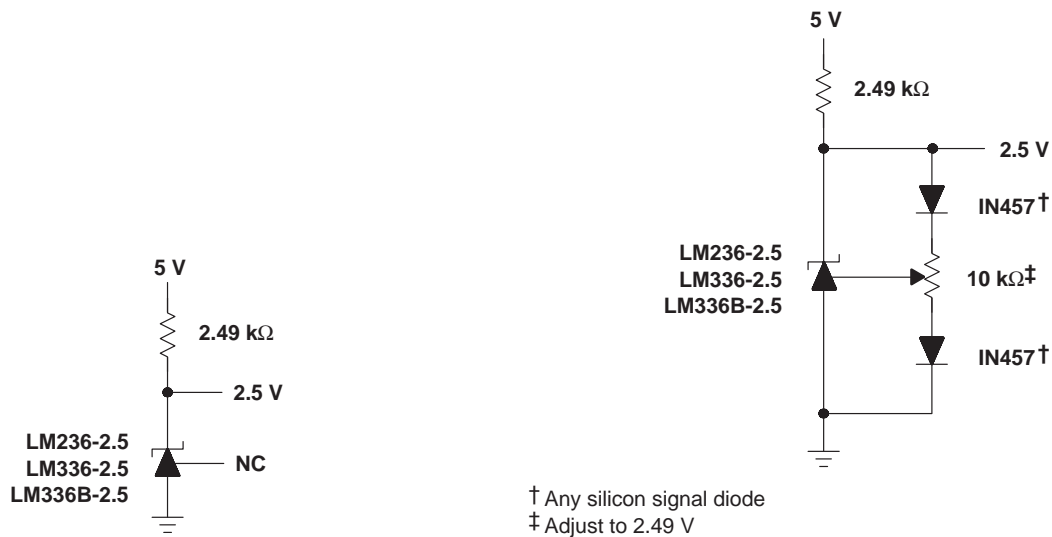 5 V
2.49 kΩ
2.5 V
LM236-2.5
LM336-2.5
LM336B-2.5
NC
5 V
2.49 kΩ
2.5 V
IN457†
LM236-2.5
LM336-2.5
LM336B-2.5
10 kΩ‡
IN457†
† Any silicon signal diode
‡ Adjust to 2.49 V